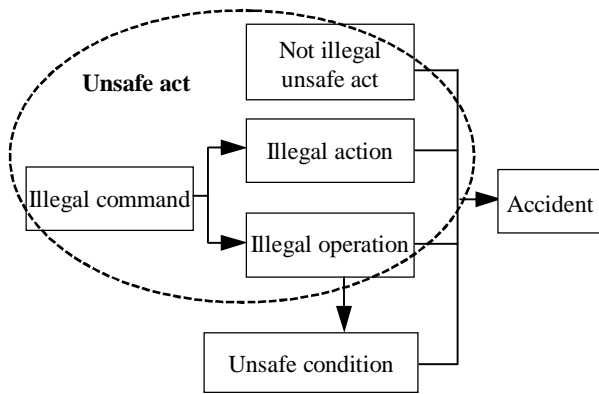 Not illegal
unsafe act
Unsafe act
Illegal action
Illegal command
Accident
Illegal operation
Unsafe condition